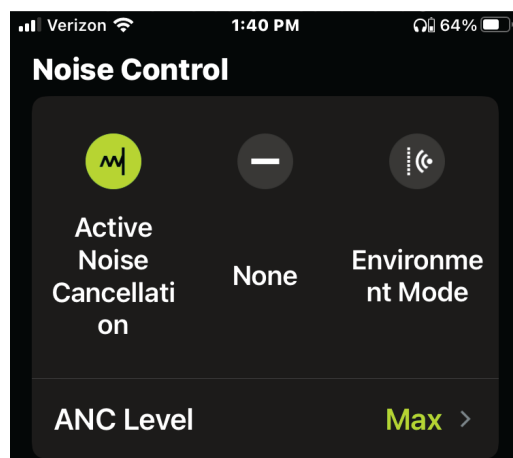 Verizon 1:40 PM 64%
Noise Control
Active
Noise
Cancellati
on
None
Environme
nt Mode
ANC Level Max